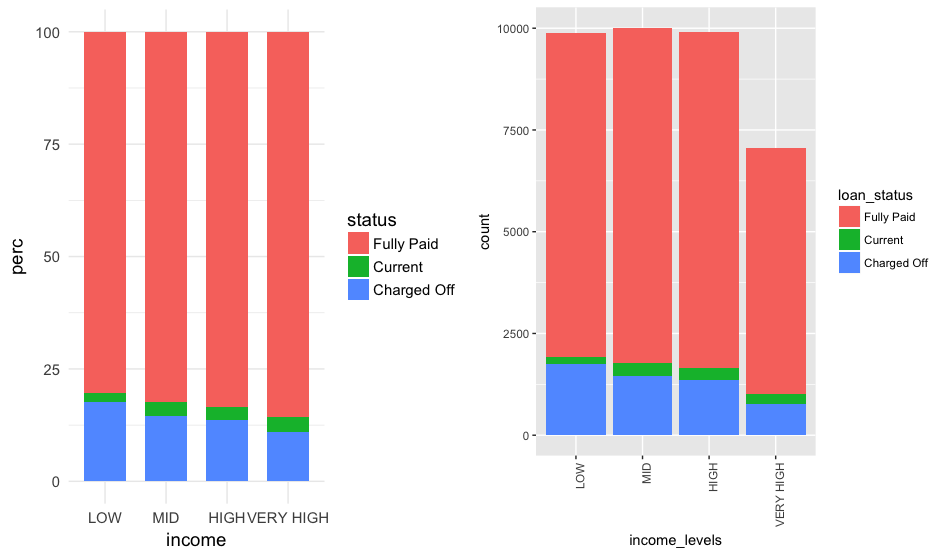 100
75
50
25
0
perc
LOW MID HIGH VERY HIGH
income
status
Fully Paid
Current
Charged Off
10000
7500
5000
2500
0
count
LOW MID HIGH VERY HIGH
income_levels
loan_status
Fully Paid
Current
Charged Off